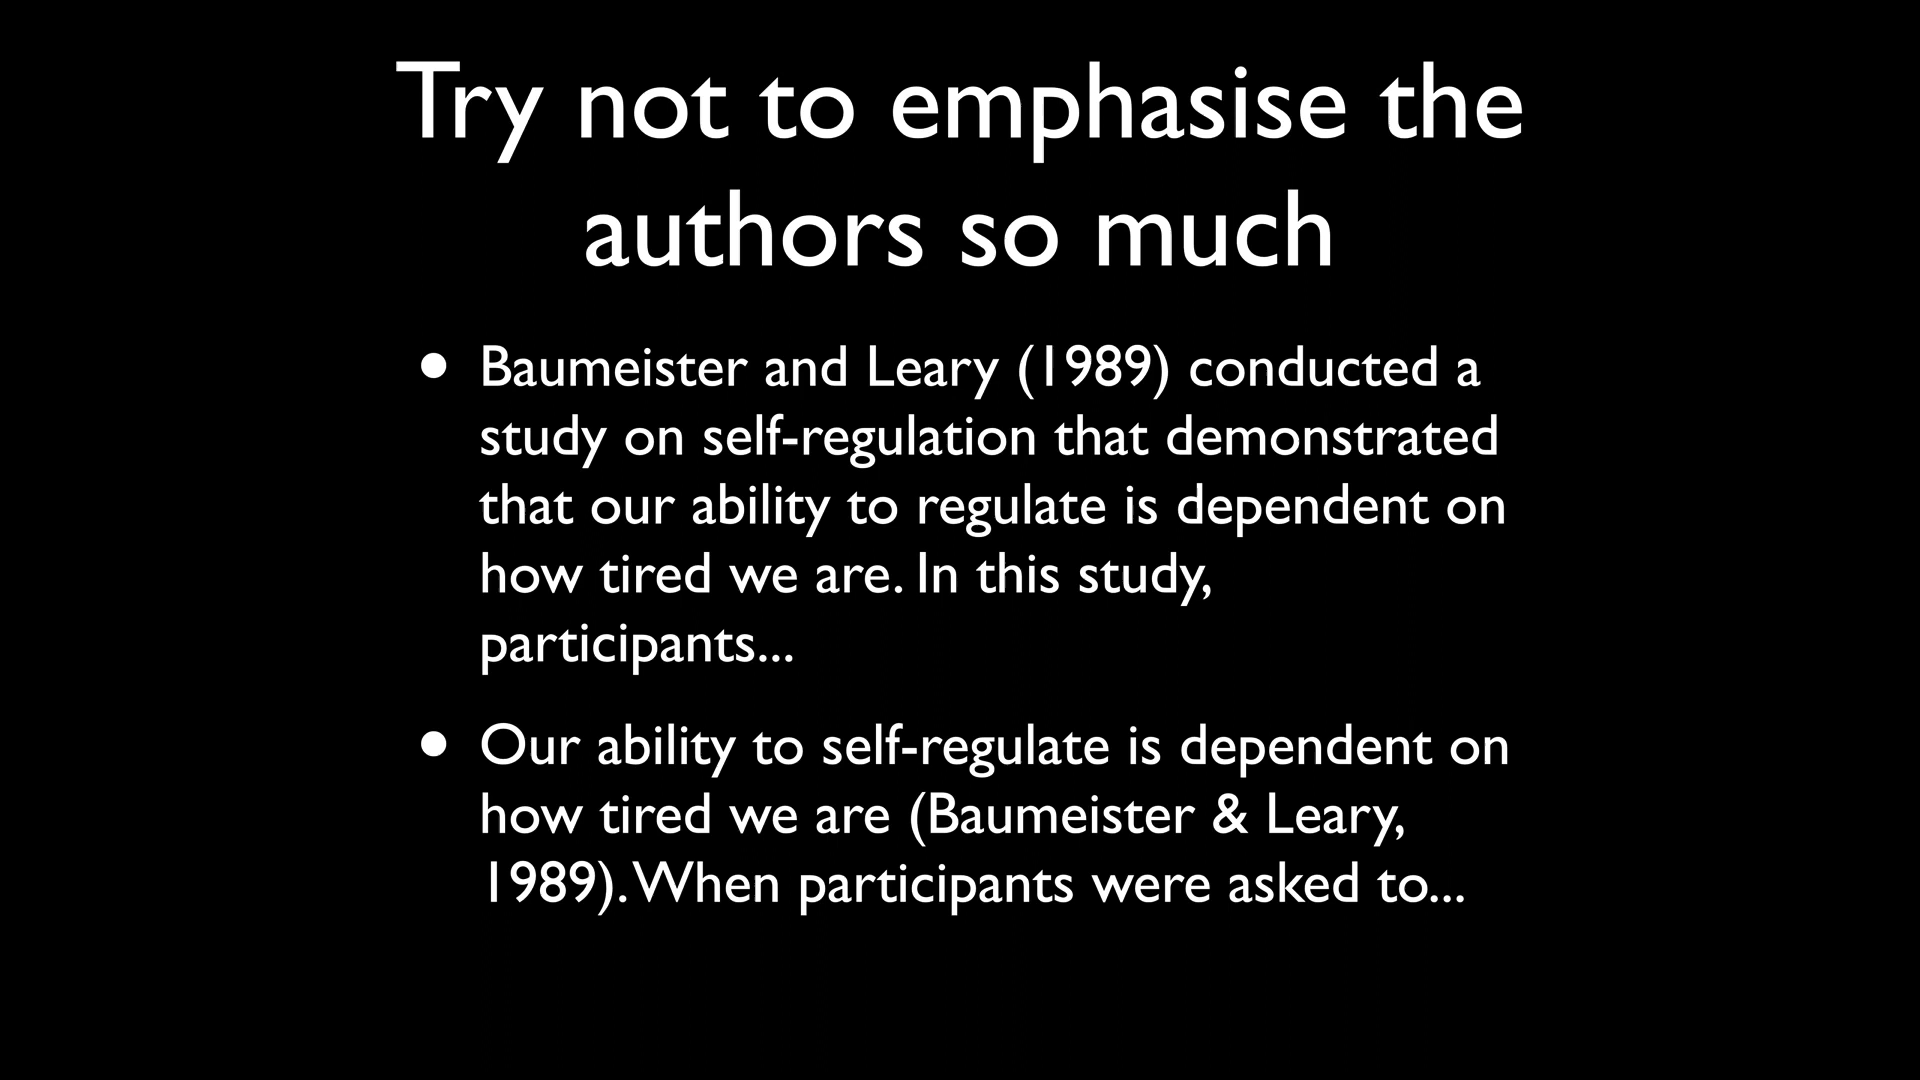 Try not to emphasise the
authors so much
• Baumeister and Leary (1989) conducted a
study on self-regulation that demonstrated
that our ability to regulate is dependent on
how tired we are. In this study,
participants...
• Our ability to self-regulate is dependent on
how tired we are (Baumeister & Leary,
1989). When participants were asked to...